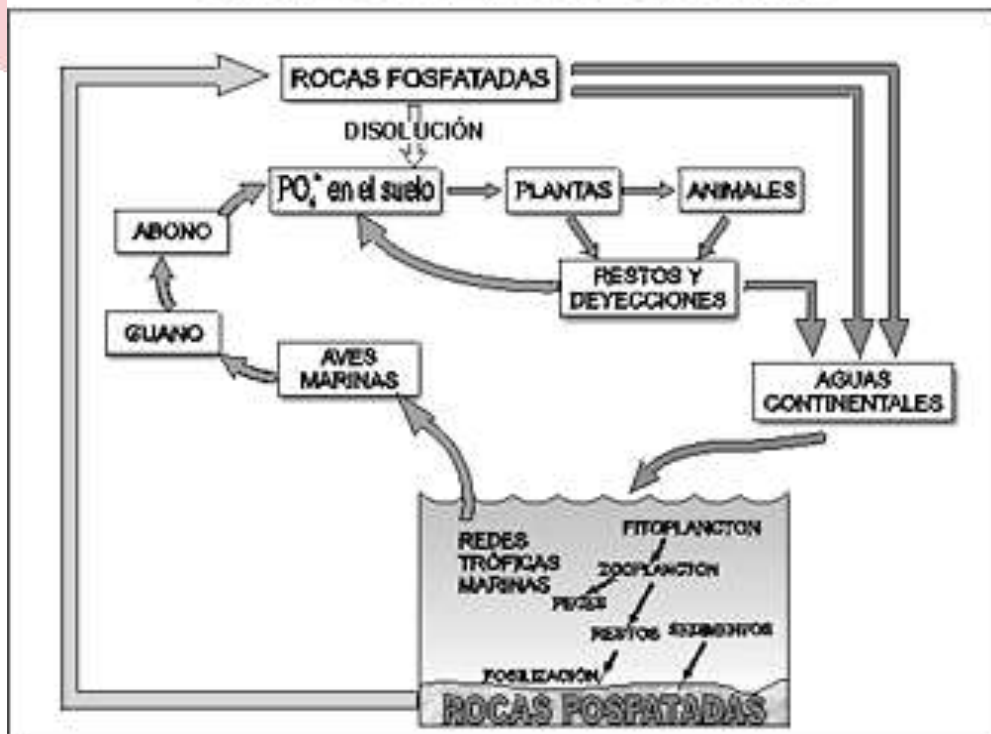 ROCAS FOSFATADAS
DISOLUCIÓN
PO₄⁼ en el suelo
PLANTAS
ANIMALES
ABONO
RESTOS Y
DEYECCIONES
GUANO
AVES
MARINAS
AGUAS
CONTINENTALES
REDES
TRÓFICAS
MARINAS
FITOPLANCTON
ZOOPLANCTON
PECES
RESTOS
SEDIMENTOS
FOSILIZACIÓN
ROCAS FOSFATADAS